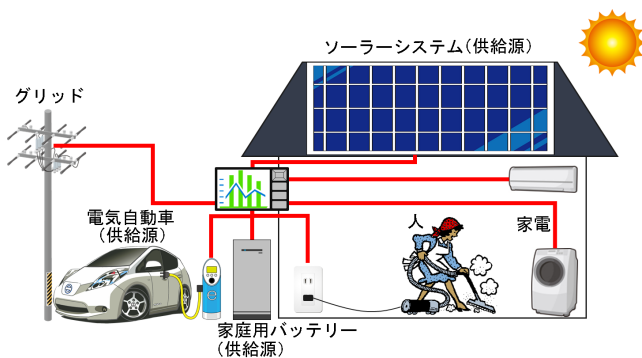 ソーラーシステム(供給源)
グリッド
電気自動車
(供給源)
人
家電
家庭用バッテリー
(供給源)